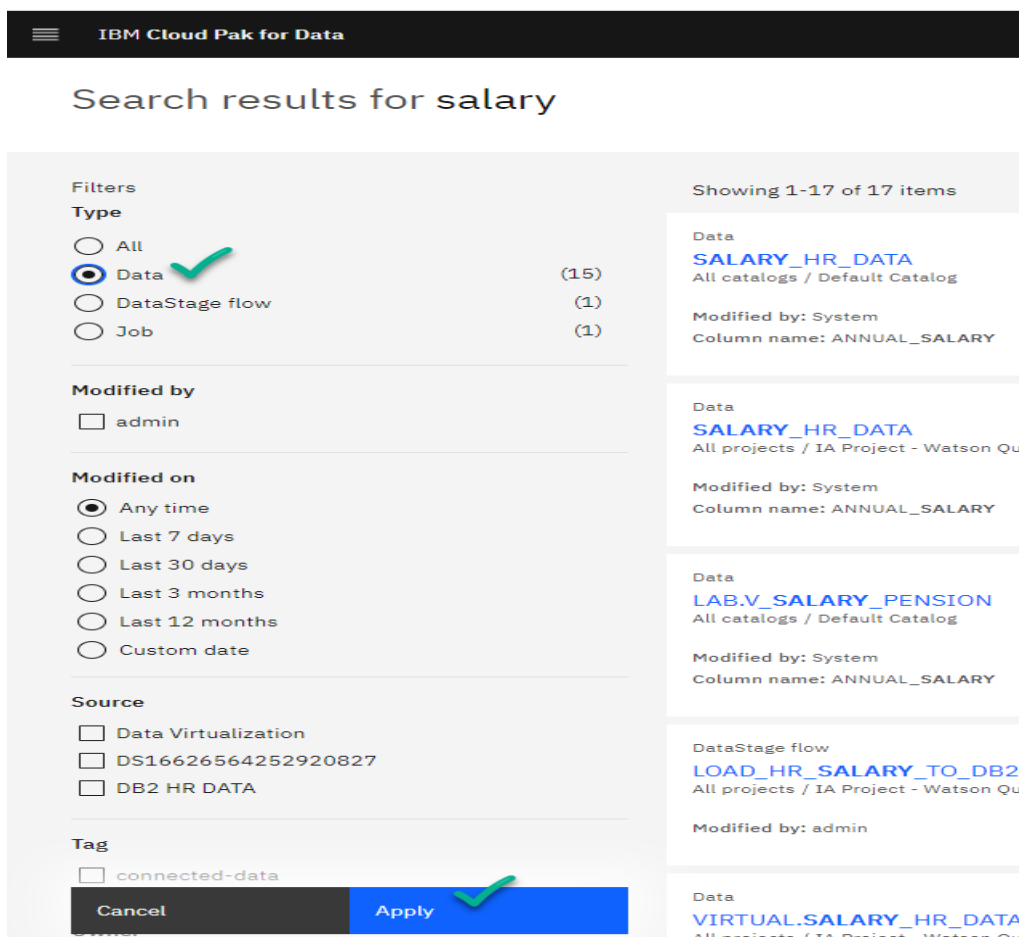 IBM Cloud Pak for Data
Search results for salary
Filters
Type
All
Data (15)
DataStage flow (1)
Job (1)
Modified by
admin
Modified on
Any time
Last 7 days
Last 30 days
Last 3 months
Last 12 months
Custom date
Source
Data Virtualization
DS16626564252920827
DB2 HR DATA
Tag
connected-data
Cancel
Apply
Showing 1-17 of 17 items
Data
SALARY_HR_DATA
All catalogs / Default Catalog
Modified by: System
Column name: ANNUAL_SALARY
Data
SALARY_HR_DATA
All projects / IA Project - Watson Qu
Modified by: System
Column name: ANNUAL_SALARY
Data
LAB.V_SALARY_PENSION
All catalogs / Default Catalog
Modified by: System
Column name: ANNUAL_SALARY
DataStage flow
LOAD_HR_SALARY_TO_DB2
All projects / IA Project - Watson Qu
Modified by: admin
Data
VIRTUAL.SALARY_HR_DATA